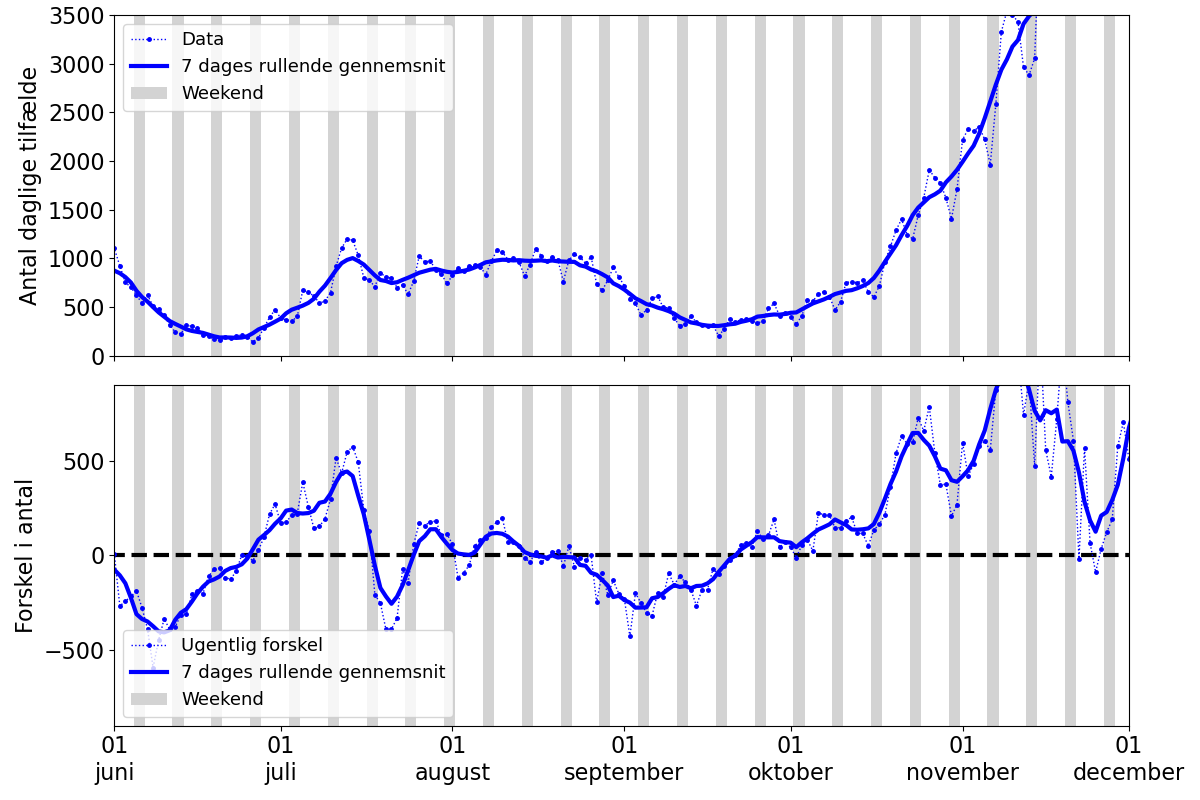 3500
3000
2500
2000
1500
1000
500
0
Antal daglige tilfælde
Data
7 dages rullende gennemsnit
Weekend
500
0
−500
Forskel i antal
Ugentlig forskel
7 dages rullende gennemsnit
Weekend
01 01 01 01 01 01 01
juni juli august september oktober november december